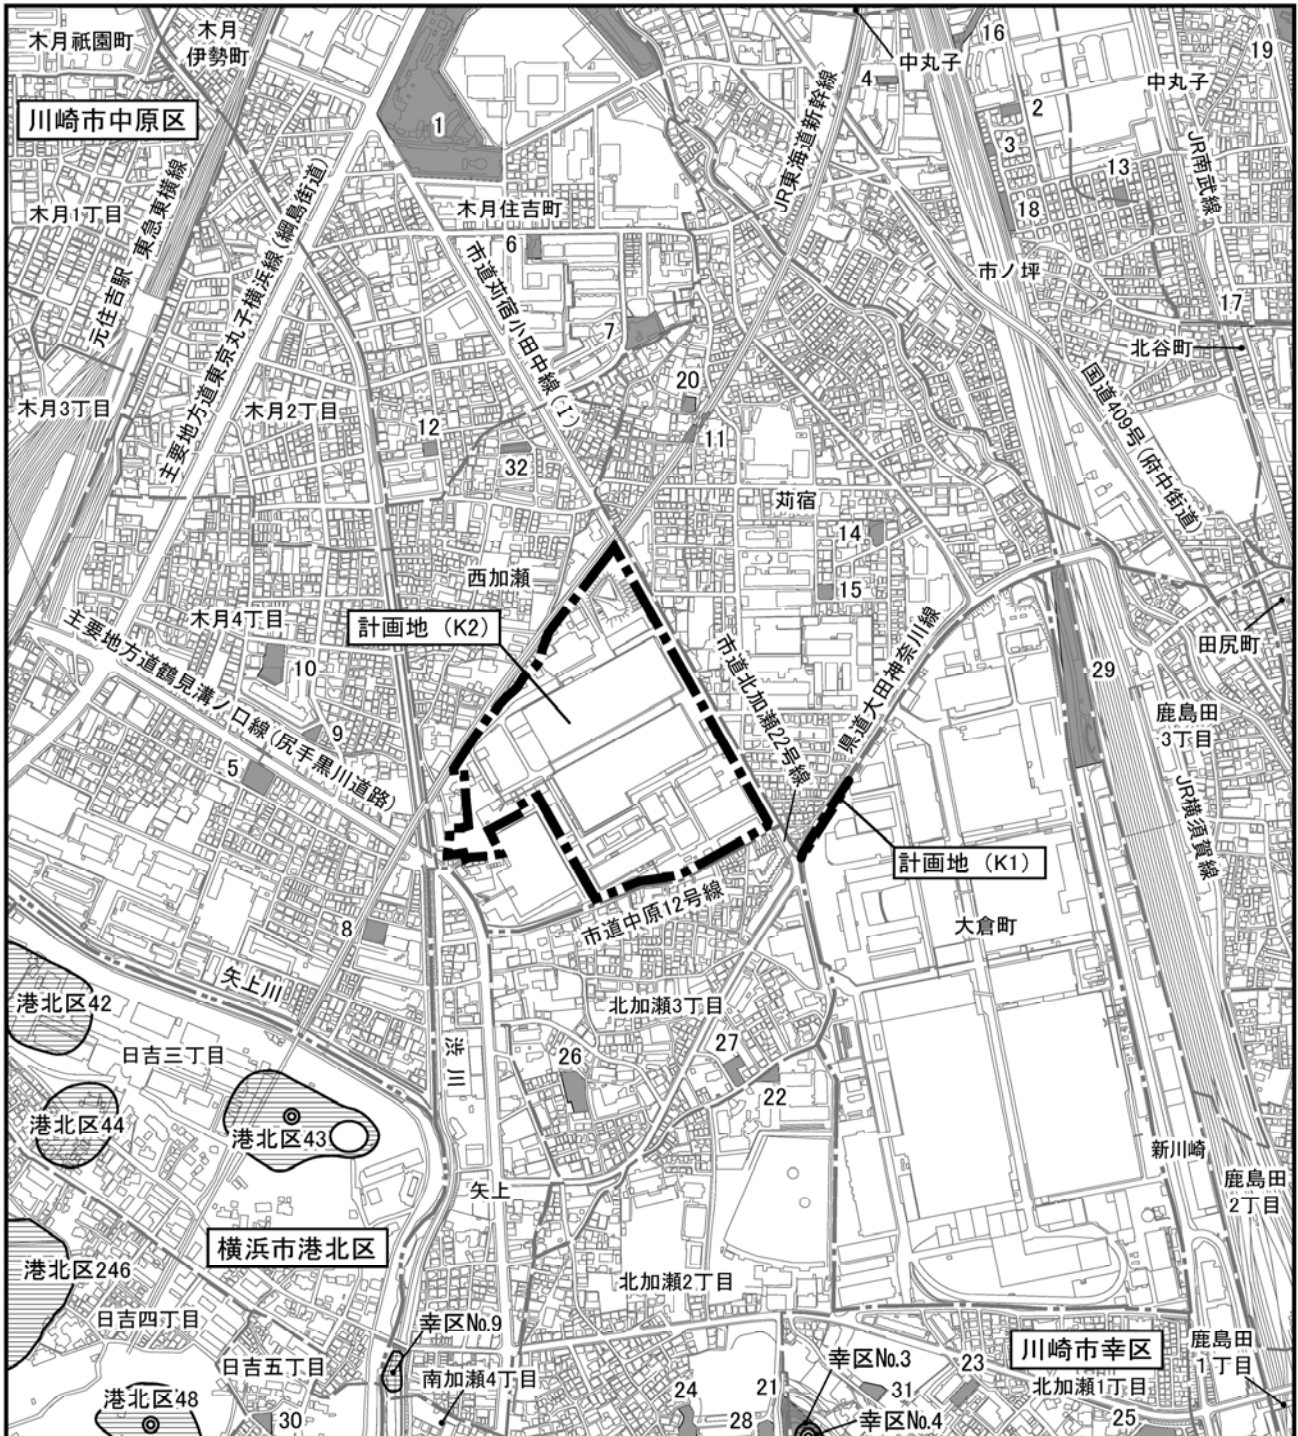 木月祇園町
木月
伊勢町
川崎市中原区
1
中丸子
16
19
4
2
中丸子
3
13
JR東海道新幹線
JR南武線
東急東横線
木月1丁目
木月住吉町
18
6
市ノ坪
元住吉駅
主要地方道東京丸子横浜線(綱島街道)
市道苅宿小田中線(Ⅰ)
7
17
北谷町
国道409号(府中街道)
20
木月3丁目
木月2丁目
12
11
32
苅宿
14
西加瀬
15
計画地（K2）
木月4丁目
主要地方道鶴見溝ノ口線(尻手黒川道路)
10
9
5
市道北加瀬22号線
県道大田神奈川線
29
田尻町
鹿島田
3丁目
JR横須賀線
計画地（K1）
市道中原12号線
大倉町
8
矢上川
港北区42
北加瀬3丁目
日吉三丁目
渋川
26
27
22
港北区44
港北区43
新川崎
矢上
鹿島田
2丁目
横浜市港北区
港北区246
北加瀬2丁目
日吉四丁目
幸区No.9
川崎市幸区
鹿島田
1丁目
日吉五丁目
幸区No.3
23
南加瀬4丁目
北加瀬1丁目
港北区48
24
21
31
30
28
幸区No.4
25